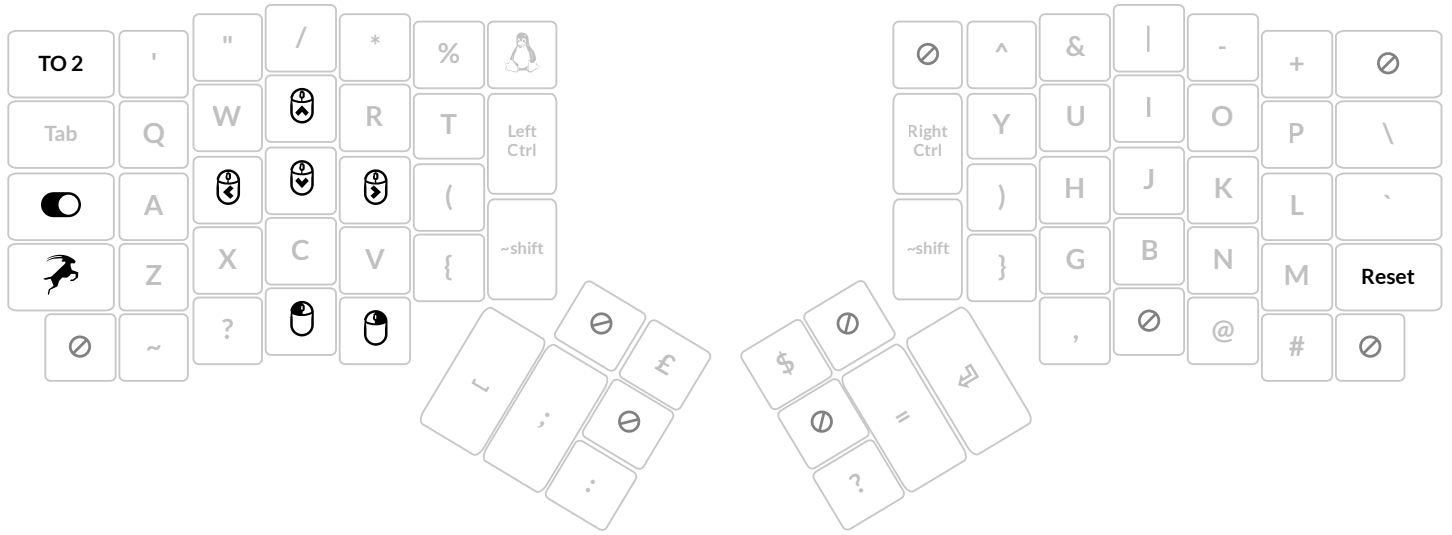 TO 2
'
"
/
*
%
^
&
|
-
+
Tab
Q
W
R
T
Left
Ctrl
Right
Ctrl
Y
U
I
O
P
\
A
(
)
H
J
K
L
`
Z
X
C
V
{
~shift
~shift
}
G
B
N
M
Reset
~
?
,
@
#
£
$
;
=
:
?